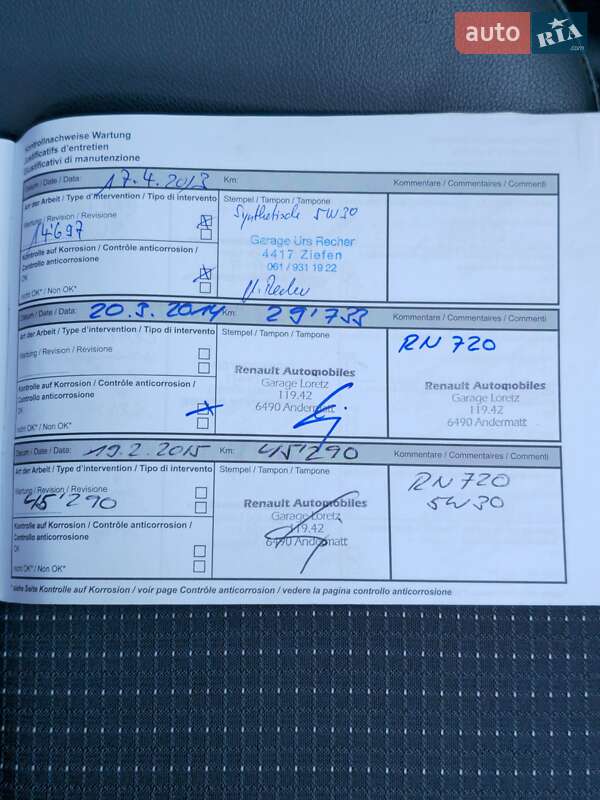 auto RIA.com
Kontrollnachweise Wartung
Justificatifs d'entretien
Giustificativi di manutenzione
Datum / Date / Data: 17.4.2013 Km: Kommentare / Commentaires / Commenti
Art der Arbeit / Type d'intervention / Tipo di intervento Stempel / Tampon / Tampone
Wartung / Revision / Revisione Synthetische 5W30
14'697
Garage Urs Recher
4417 Ziefen
061 / 931 19 22
Kontrolle auf Korrosion / Contrôle anticorrosion /
Controllo anticorrosione
OK
nicht OK* / Non OK*
Datum / Date / Data: 20.3.2014 Km: 29'733 Kommentare / Commentaires / Commenti
Art der Arbeit / Type d'intervention / Tipo di intervento Stempel / Tampon / Tampone RN 720
Wartung / Revision / Revisione
Renault Automobiles Renault Automobiles
Garage Loretz Garage Loretz
119.42 119.42
6490 Andermatt 6490 Andermatt
Kontrolle auf Korrosion / Contrôle anticorrosion /
Controllo anticorrosione
OK
nicht OK* / Non OK*
Datum / Date / Data: 19.2.2015 Km: 45'290 Kommentare / Commentaires / Commenti
Art der Arbeit / Type d'intervention / Tipo di intervento Stempel / Tampon / Tampone RN 720
Wartung / Revision / Revisione 5W30
45'290
Renault Automobiles
Garage Loretz
119.42
6490 Andermatt
Kontrolle auf Korrosion / Contrôle anticorrosion /
Controllo anticorrosione
OK
nicht OK* / Non OK*
* siehe Seite Kontrolle auf Korrosion / voir page Contrôle anticorrosion / vedere la pagina controllo anticorrosione